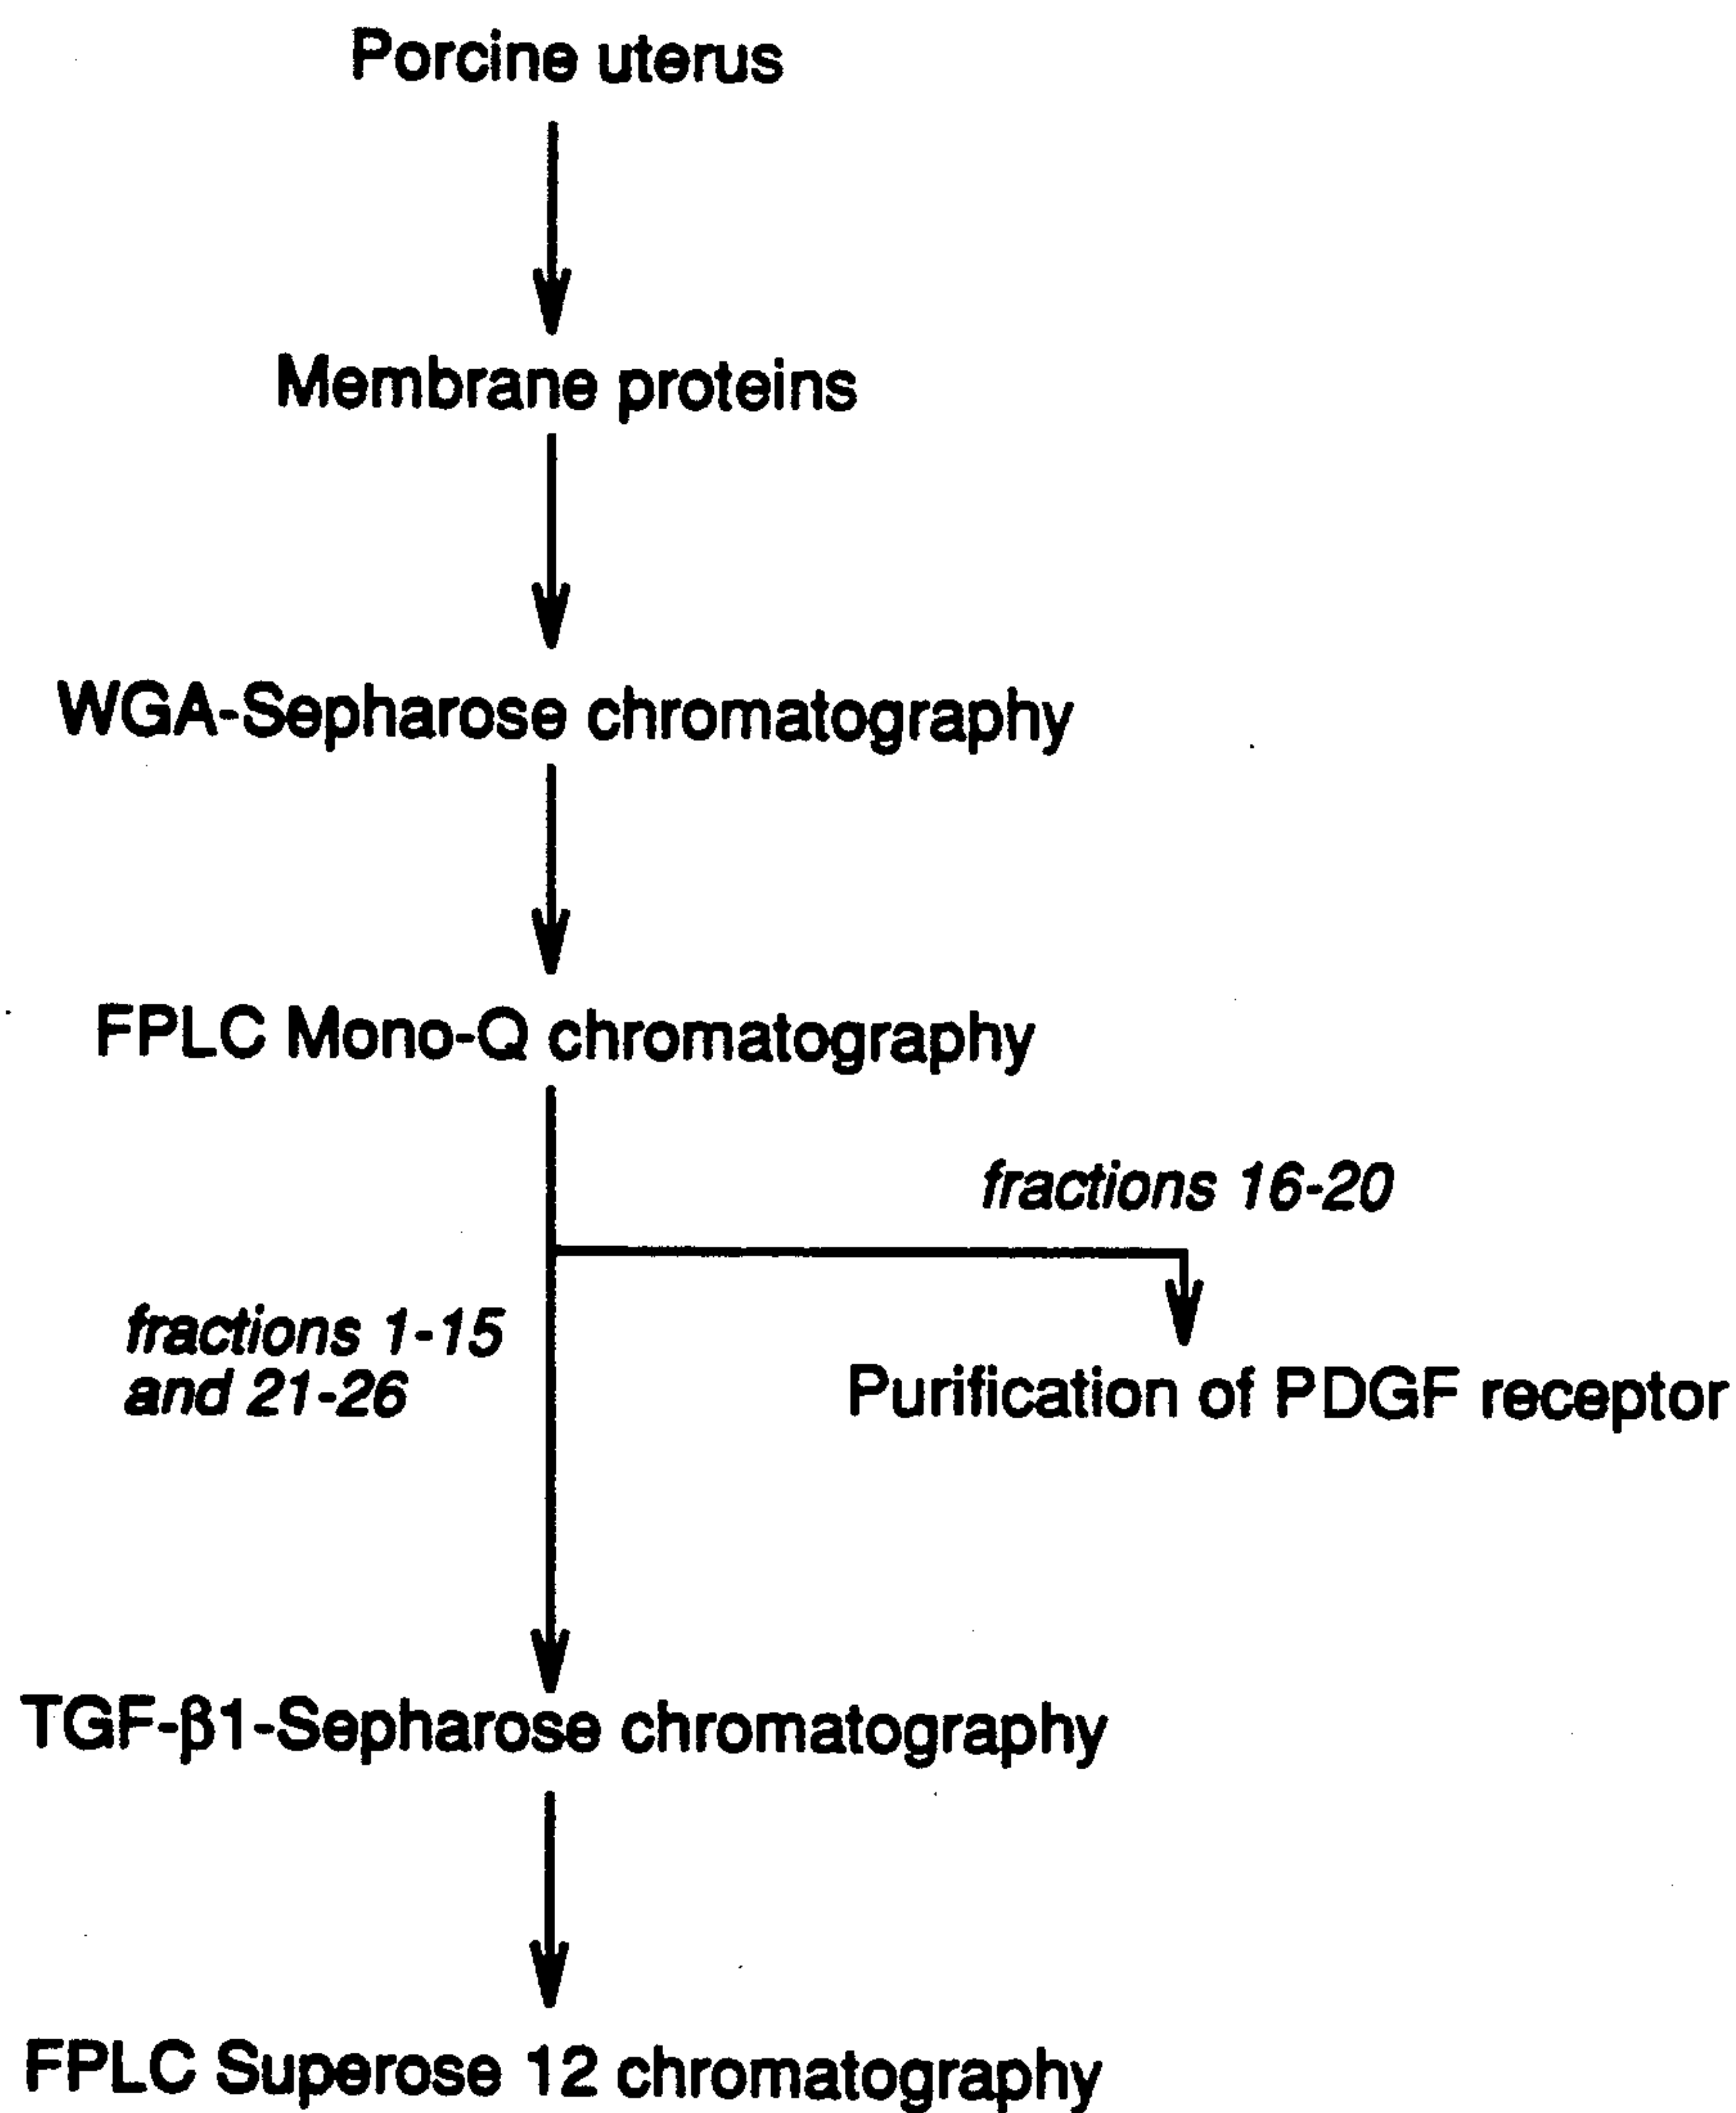 Porcine uterus
Membrane proteins
WGA-Sepharose chromatography
FPLC Mono-Q chromatography
fractions 16-20
fractions 1-15
and 21-26
Purification of PDGF receptor
TGF-β1-Sepharose chromatography
FPLC Superose 12 chromatography